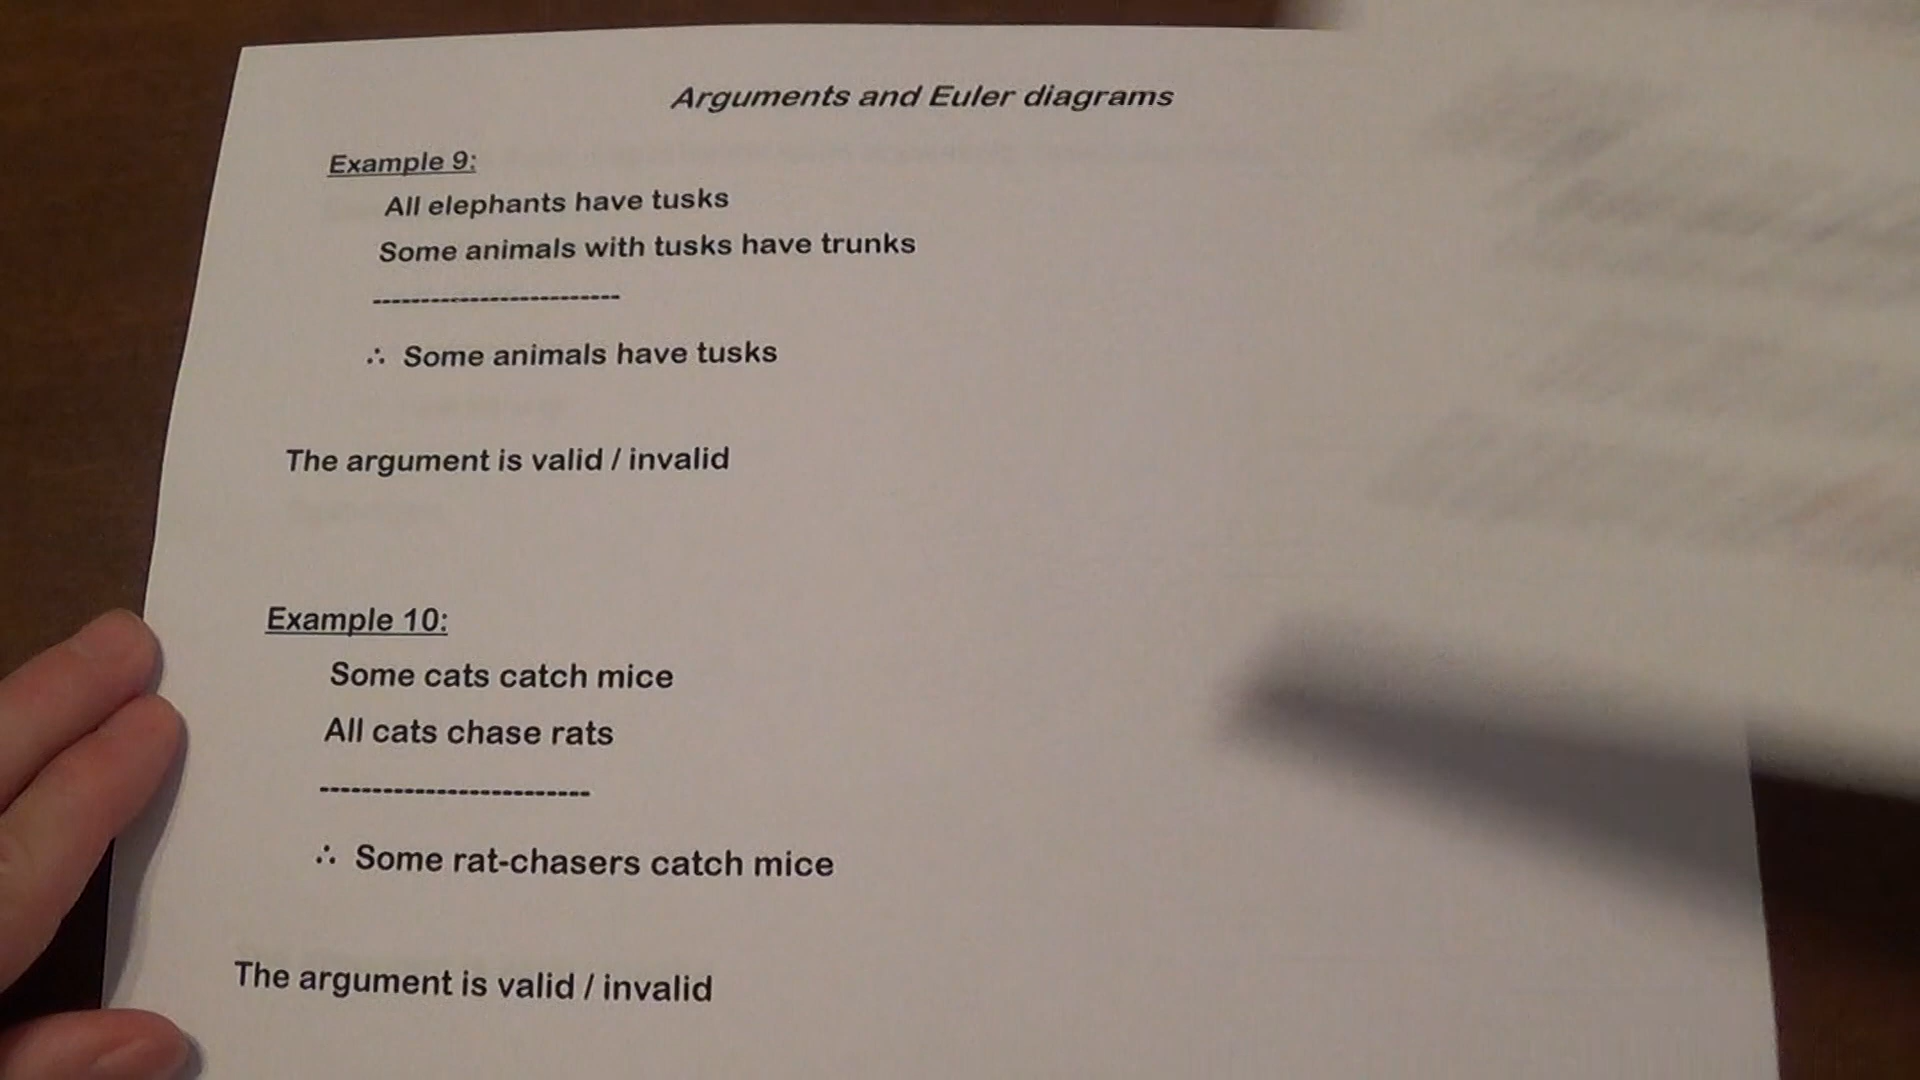 Arguments and Euler diagrams
Example 9:
All elephants have tusks
Some animals with tusks have trunks
-------------------------
∴ Some animals have tusks
The argument is valid / invalid
Example 10:
Some cats catch mice
All cats chase rats
-------------------------
∴ Some rat-chasers catch mice
The argument is valid / invalid